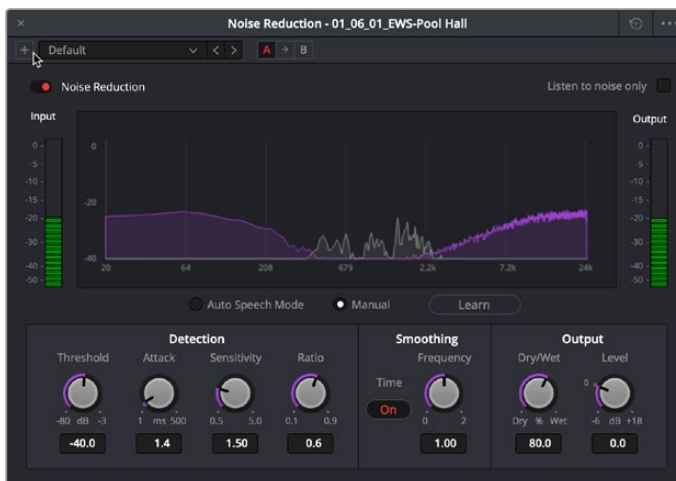 Noise Reduction - 01_06_01_EWS-Pool Hall
Default
A
B
Noise Reduction
Listen to noise only
Input
Output
0
-5
-10
-15
-20
-30
-40
-50
0
-20
-40
20
64
208
679
2.2k
7.2k
24k
0
-5
-10
-15
-20
-30
-40
-50
Auto Speech Mode
Manual
Learn
Detection
Smoothing
Output
Threshold
Attack
Sensitivity
Ratio
Frequency
Dry/Wet
Level
Time
On
0
-80 dB -3
1 ms 500
0.5 5.0
0.1 0.9
0 2
Dry % Wet
-6 dB +18
-40.0
1.4
1.50
0.6
1.00
80.0
0.0